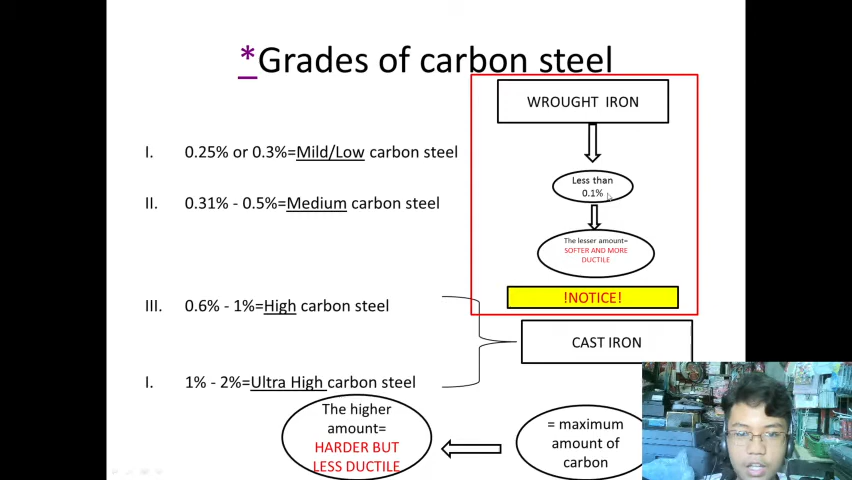 *Grades of carbon steel
WROUGHT IRON
I. 0.25% or 0.3%=Mild/Low carbon steel
Less than
0.1%
II. 0.31% - 0.5%=Medium carbon steel
The lesser amount=
SOFTER AND MORE
DUCTILE
!NOTICE!
III. 0.6% - 1%=High carbon steel
CAST IRON
I. 1% - 2%=Ultra High carbon steel
The higher
amount=
HARDER BUT
LESS DUCTILE
= maximum
amount of
carbon